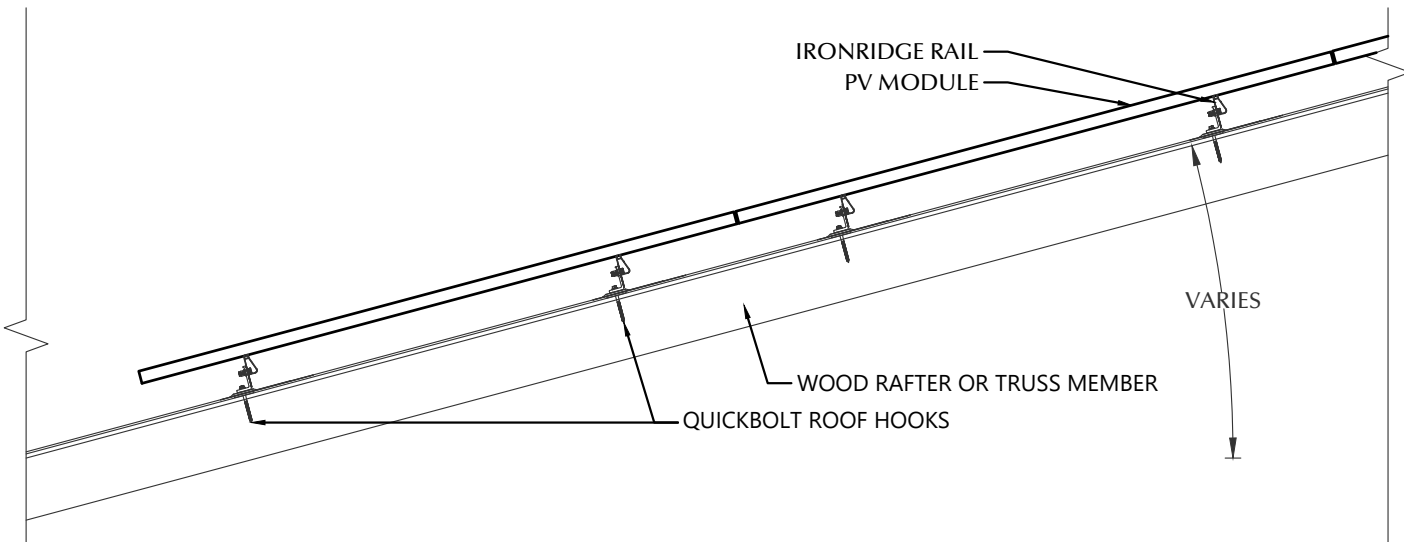 IRONRIDGE RAIL
PV MODULE
VARIES
WOOD RAFTER OR TRUSS MEMBER
QUICKBOLT ROOF HOOKS